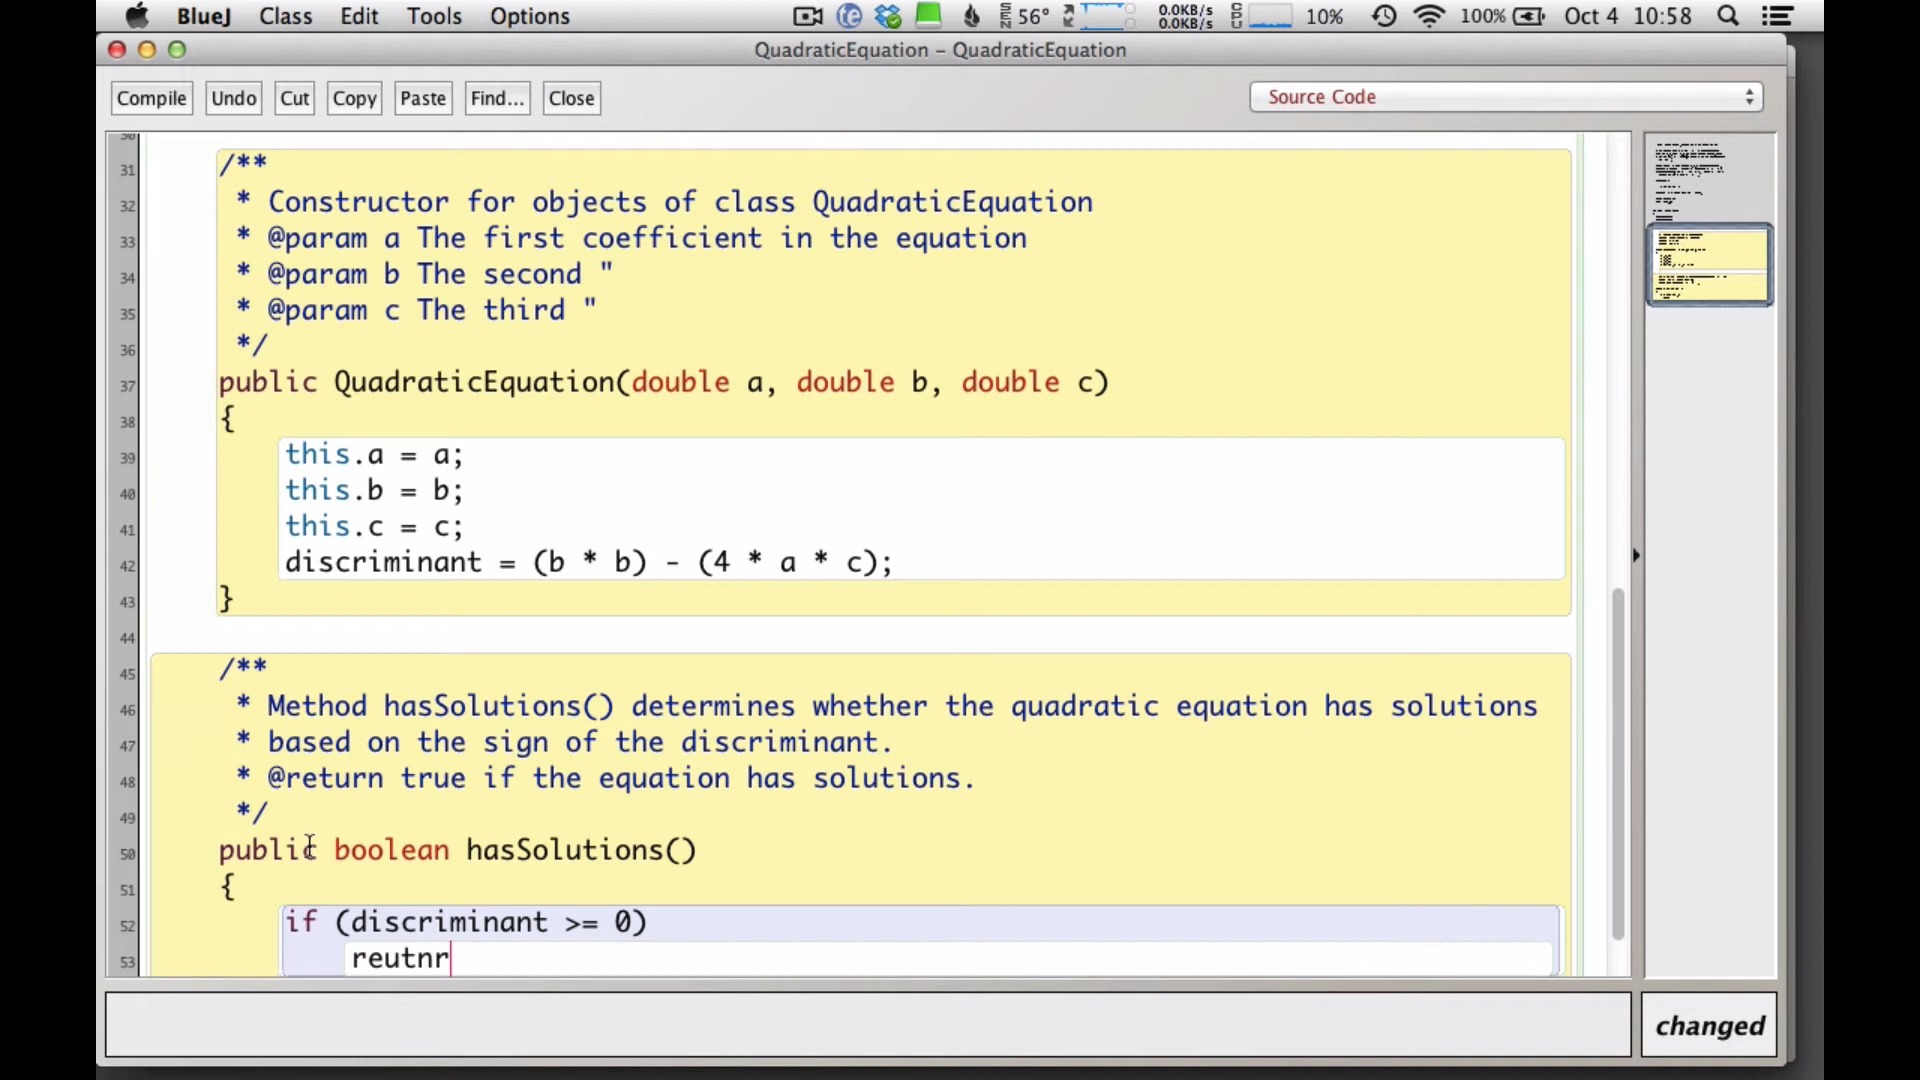 BlueJ Class Edit Tools Options 56° 0.0KB/s 0.0KB/s 10% 100% Oct 4 10:58
QuadraticEquation - QuadraticEquation
Compile Undo Cut Copy Paste Find... Close Source Code
30
31 /**
32 * Constructor for objects of class QuadraticEquation
33 * @param a The first coefficient in the equation
34 * @param b The second "
35 * @param c The third "
36 */
37 public QuadraticEquation(double a, double b, double c)
38 {
39 this.a = a;
40 this.b = b;
41 this.c = c;
42 discriminant = (b * b) - (4 * a * c);
43 }
44
45 /**
46 * Method hasSolutions() determines whether the quadratic equation has solutions
47 * based on the sign of the discriminant.
48 * @return true if the equation has solutions.
49 */
50 public boolean hasSolutions()
51 {
52 if (discriminant >= 0)
53 reutnr
changed